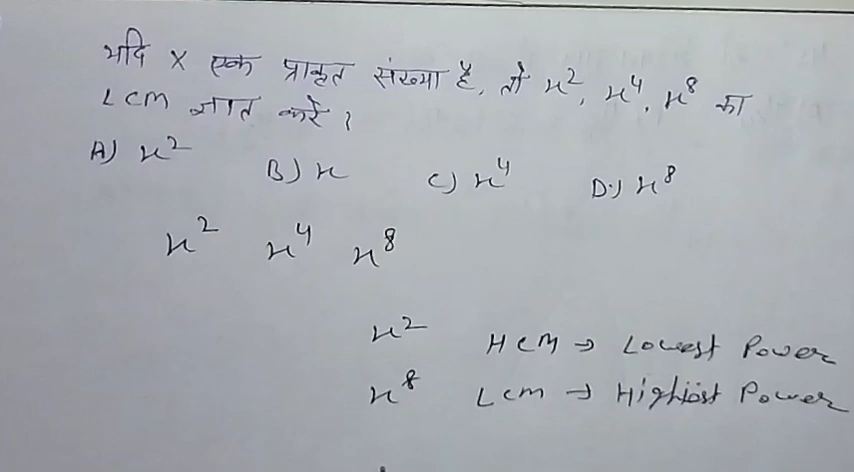 यदि x एक प्राकृत संख्या है, तो x², x⁴, x⁸ का
LCM ज्ञात करें।
A) x² B) x C) x⁴ D.) x⁸
x² x⁴ x⁸
x² HCM → Lowest Power
x⁸ LCM → Highiest Power